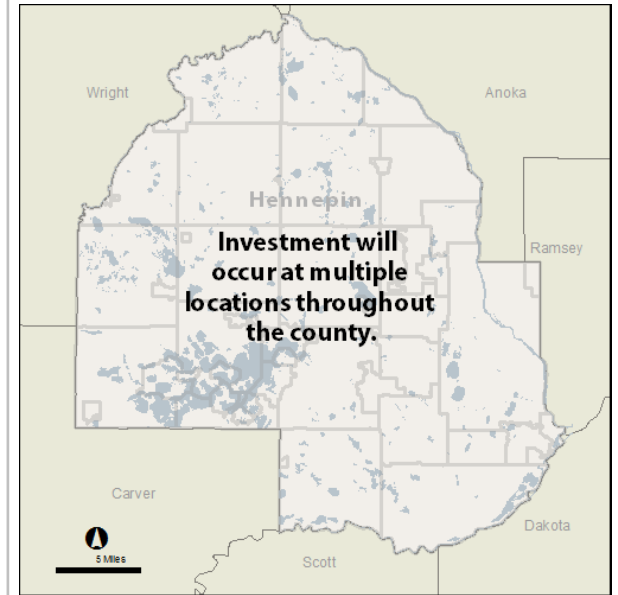 Wright
Anoka
Hennepin
Ramsey
Investment will
occur at multiple
locations throughout
the county.
Carver
5 Miles
Scott
Dakota